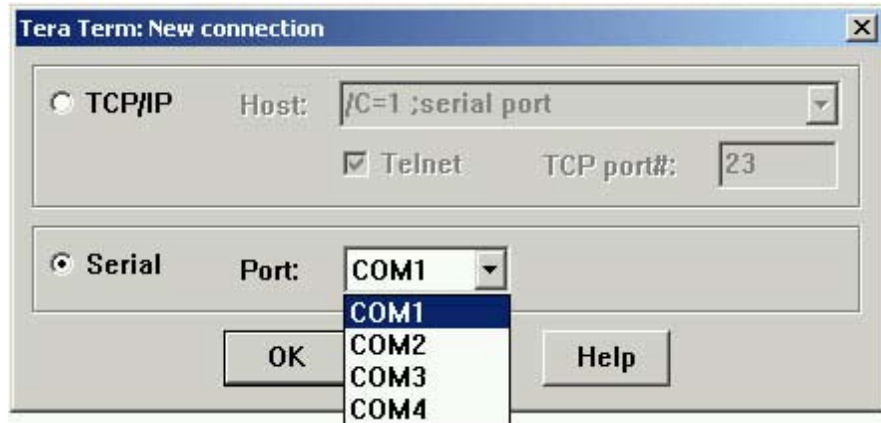 Tera Term: New connection
TCP/IP Host: /C=1 ;serial port
Telnet TCP port#: 23
Serial Port: COM1
COM1
COM2
COM3
COM4
OK Help